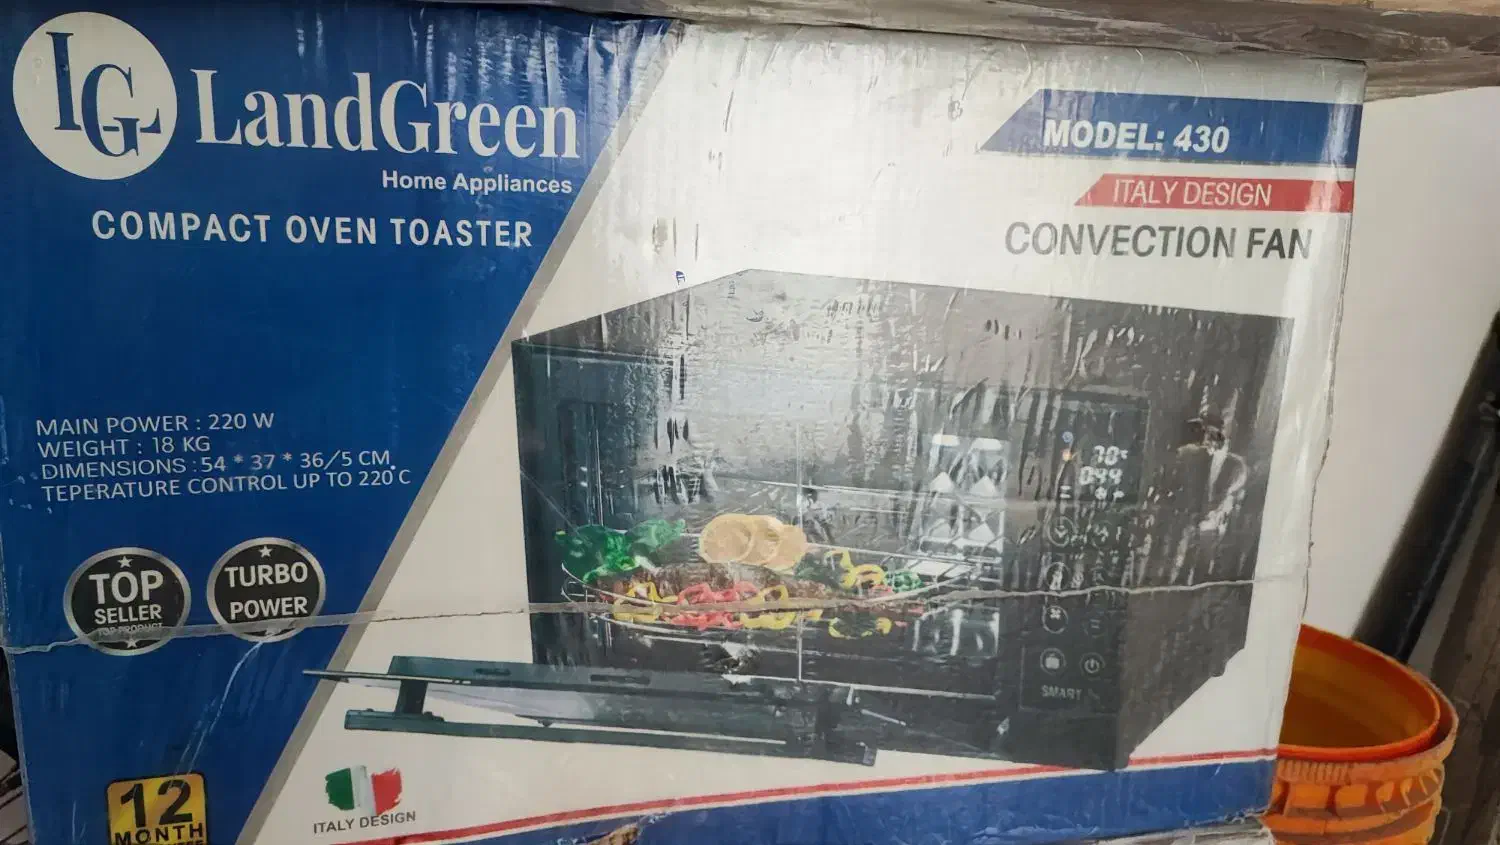 LG
LandGreen
Home Appliances
COMPACT OVEN TOASTER
MODEL: 430
ITALY DESIGN
CONVECTION FAN
MAIN POWER : 220 W
WEIGHT : 18 KG
DIMENSIONS : 54 * 37 * 36/5 CM.
TEPERATURE CONTROL UP TO 220 C
TOP
SELLER
TOP PRODUCT
TURBO
POWER
SMART
12
MONTH
ITALY DESIGN